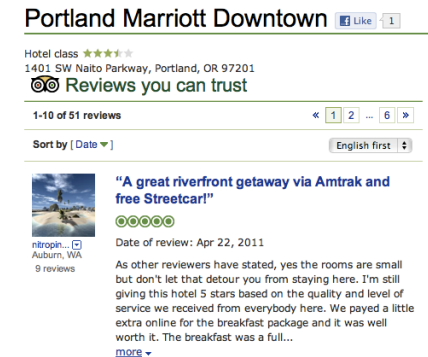 Portland Marriott Downtown Like 1
Hotel class
1401 SW Naito Parkway, Portland, OR 97201
Reviews you can trust
1-10 of 51 reviews « 1 2 ... 6 »
Sort by [ Date ] English first
“A great riverfront getaway via Amtrak and
free Streetcar!”
nitropin...
Auburn, WA
9 reviews
Date of review: Apr 22, 2011
As other reviewers have stated, yes the rooms are small
but don't let that detour you from staying here. I'm still
giving this hotel 5 stars based on the quality and level of
service we received from everybody here. We payed a little
extra online for the breakfast package and it was well
worth it. The breakfast was a full...
more